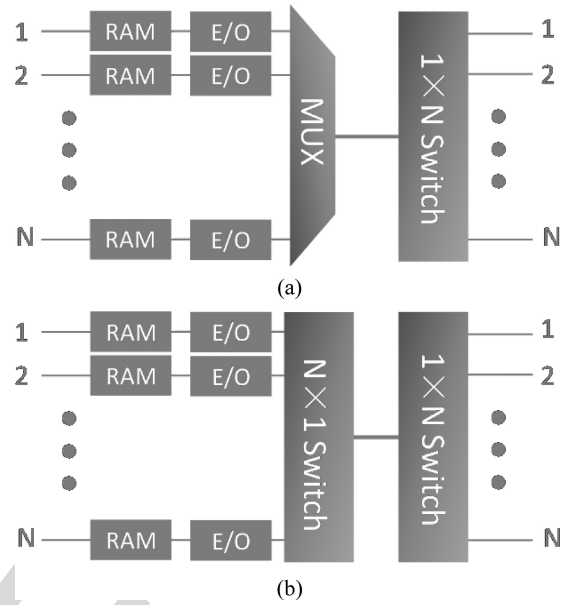 1 RAM E/O 1
2 RAM E/O 2
MUX
1×N Switch
N RAM E/O N
(a)
1 RAM E/O 1
2 RAM E/O 2
N×1 Switch
1×N Switch
N RAM E/O N
(b)